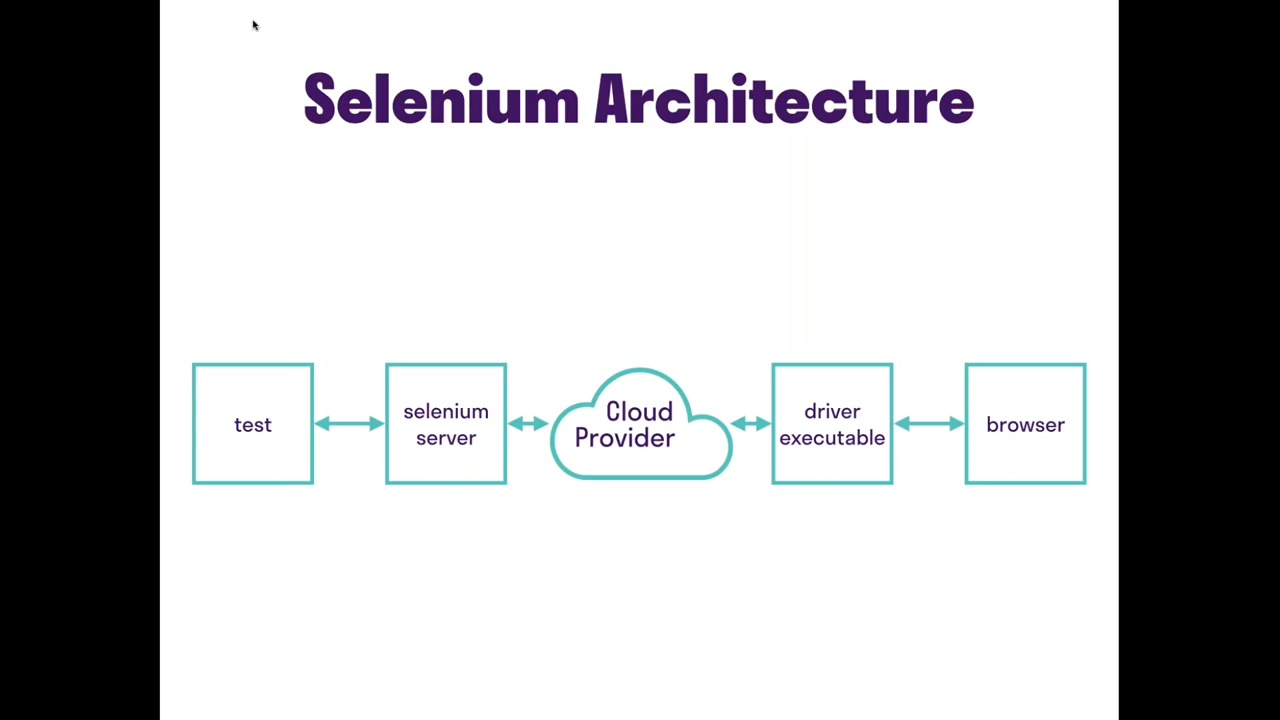 Selenium Architecture
test
selenium
server
Cloud
Provider
driver
executable
browser